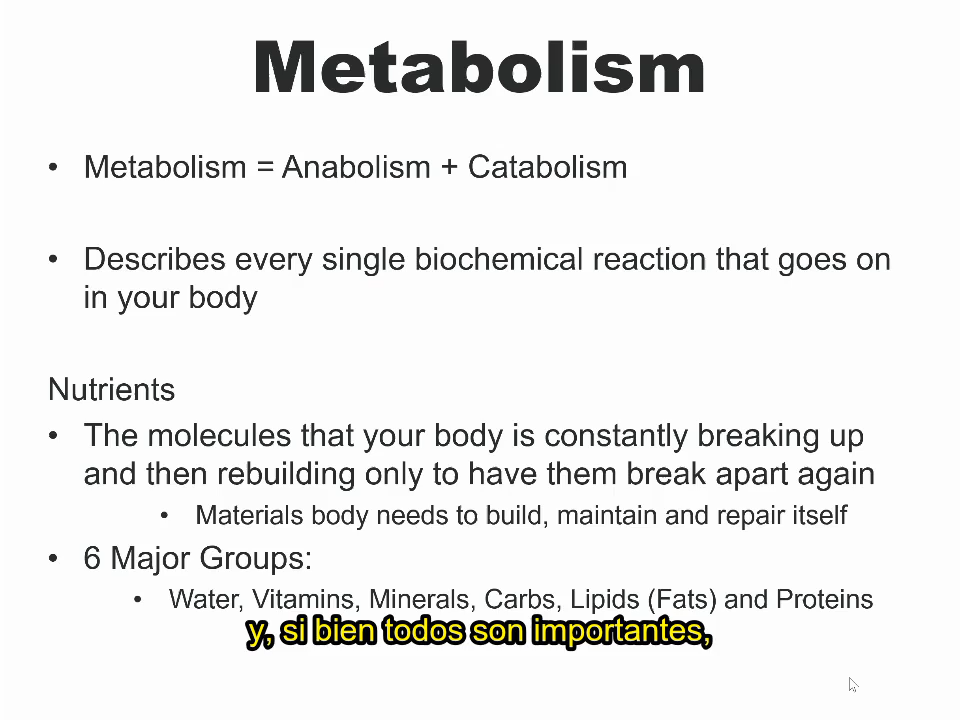 Metabolism
• Metabolism = Anabolism + Catabolism
• Describes every single biochemical reaction that goes on
in your body
Nutrients
• The molecules that your body is constantly breaking up
and then rebuilding only to have them break apart again
• Materials body needs to build, maintain and repair itself
• 6 Major Groups:
• Water, Vitamins, Minerals, Carbs, Lipids (Fats) and Proteins
y, si bien todos son importantes,